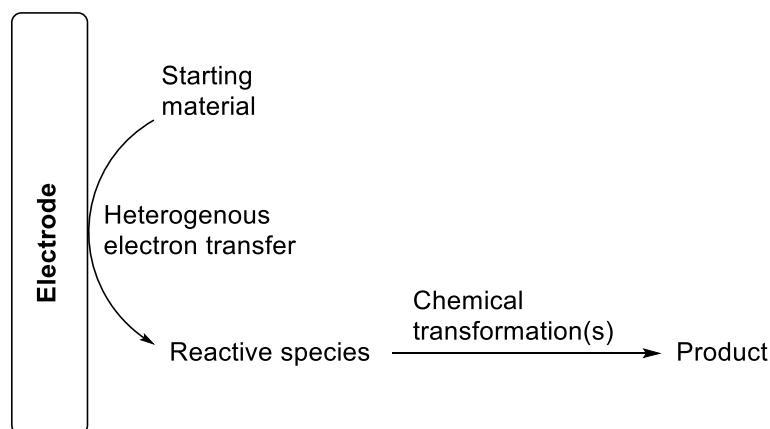 Starting
material
Electrode
Heterogenous
electron transfer
Chemical
transformation(s)
Reactive species
Product